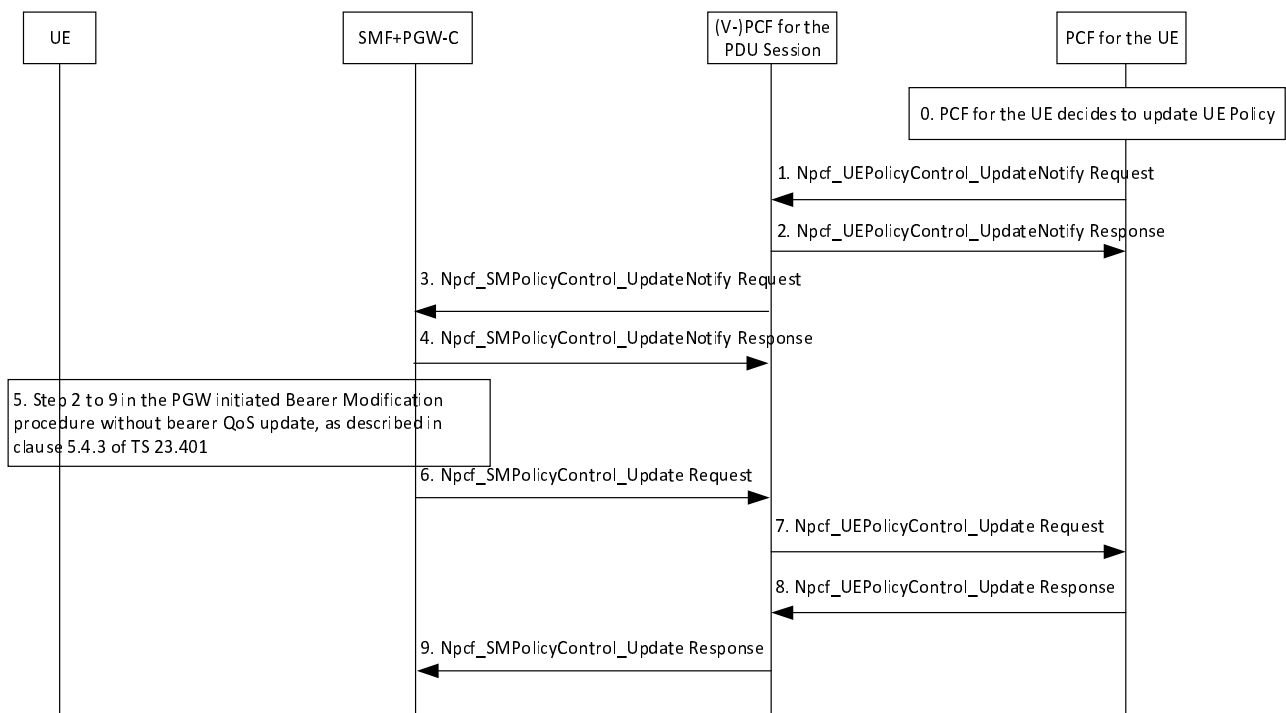 UE
SMF+PGW-C
(V-)PCF for the
PDU Session
PCF for the UE
0. PCF for the UE decides to update UE Policy
1. Npcf_UEPolicyControl_UpdateNotify Request
2. Npcf_UEPolicyControl_UpdateNotify Response
3. Npcf_SMPolicyControl_UpdateNotify Request
4. Npcf_SMPolicyControl_UpdateNotify Response
5. Step 2 to 9 in the PGW initiated Bearer Modification
procedure without bearer QoS update, as described in
clause 5.4.3 of TS 23.401
6. Npcf_SMPolicyControl_Update Request
7. Npcf_UEPolicyControl_Update Request
8. Npcf_UEPolicyControl_Update Response
9. Npcf_SMPolicyControl_Update Response